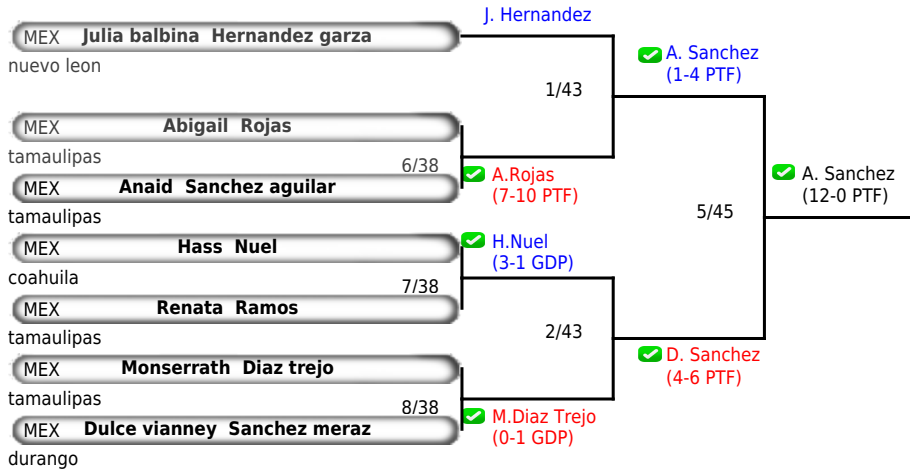 J. Hernandez
MEX Julia balbina Hernandez garza
nuevo leon
A. Sanchez
(1-4 PTF)
1/43
MEX Abigail Rojas
tamaulipas
6/38
A.Rojas
(7-10 PTF)
MEX Anaid Sanchez aguilar
tamaulipas
A. Sanchez
(12-0 PTF)
5/45
MEX Hass Nuel
coahuila
H.Nuel
(3-1 GDP)
7/38
MEX Renata Ramos
tamaulipas
2/43
MEX Monserrath Diaz trejo
tamaulipas
D. Sanchez
(4-6 PTF)
8/38
M.Diaz Trejo
(0-1 GDP)
MEX Dulce vianney Sanchez meraz
durango